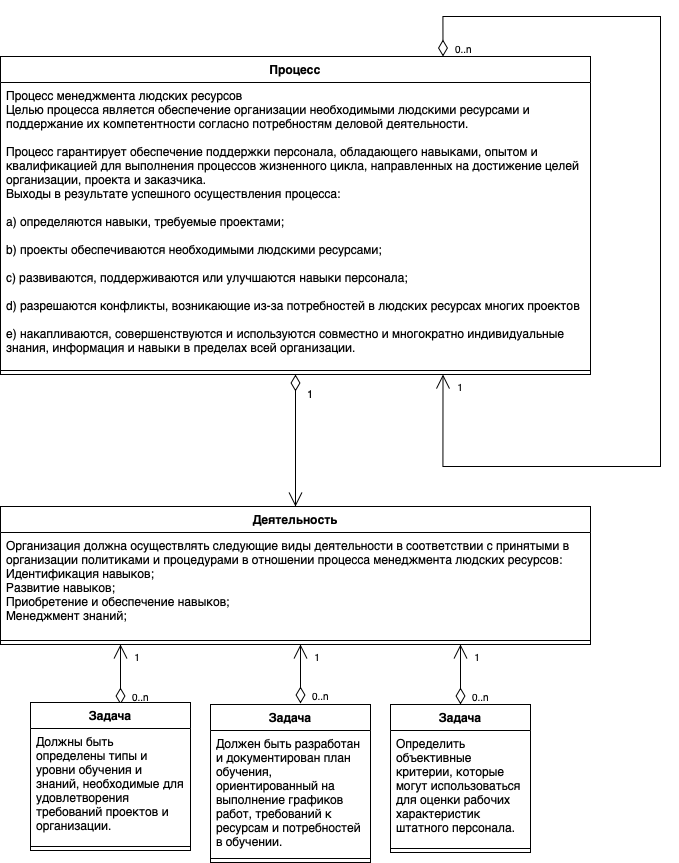 0..n
Процесс
Процесс менеджмента людских ресурсов
Целью процесса является обеспечение организации необходимыми людскими ресурсами и
поддержание их компетентности согласно потребностям деловой деятельности.
Процесс гарантирует обеспечение поддержки персонала, обладающего навыками, опытом и
квалификацией для выполнения процессов жизненного цикла, направленных на достижение целей
организации, проекта и заказчика.
Выходы в результате успешного осуществления процесса:
a) определяются навыки, требуемые проектами;
b) проекты обеспечиваются необходимыми людскими ресурсами;
c) развиваются, поддерживаются или улучшаются навыки персонала;
d) разрешаются конфликты, возникающие из-за потребностей в людских ресурсах многих проектов
e) накапливаются, совершенствуются и используются совместно и многократно индивидуальные
знания, информация и навыки в пределах всей организации.
1
1
Деятельность
Организация должна осуществлять следующие виды деятельности в соответствии с принятыми в
организации политиками и процедурами в отношении процесса менеджмента людских ресурсов:
Идентификация навыков;
Развитие навыков;
Приобретение и обеспечение навыков;
Менеджмент знаний;
1
1
1
0..n
0..n
0..n
Задача
Должны быть
определены типы и
уровни обучения и
знаний, необходимые для
удовлетворения
требований проектов и
организации.
Задача
Должен быть разработан
и документирован план
обучения,
ориентированный на
выполнение графиков
работ, требований к
ресурсам и потребностей
в обучении.
Задача
Определить
объективные
критерии, которые
могут использоваться
для оценки рабочих
характеристик
штатного персонала.